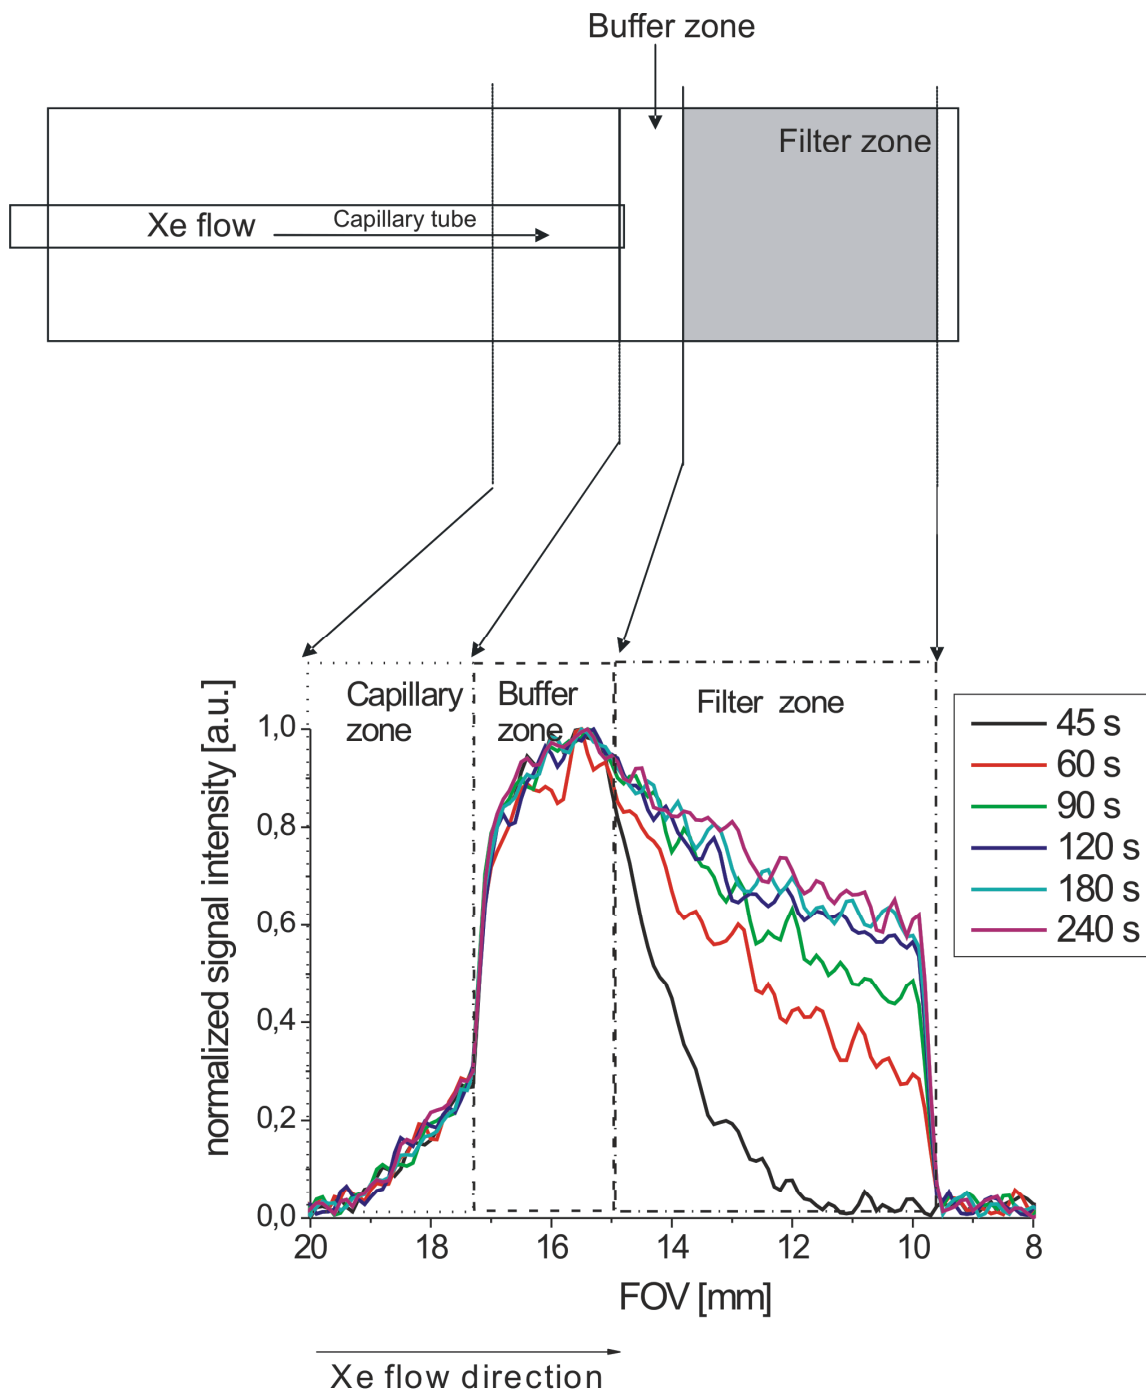 Buffer zone
Filter zone
Xe flow
Capillary tube
normalized signal intensity [a.u.]
Capillary
zone
Buffer
zone
Filter zone
1,0
0,8
0,6
0,4
0,2
0,0
20
18
16
14
12
10
8
FOV [mm]
45 s
60 s
90 s
120 s
180 s
240 s
Xe flow direction